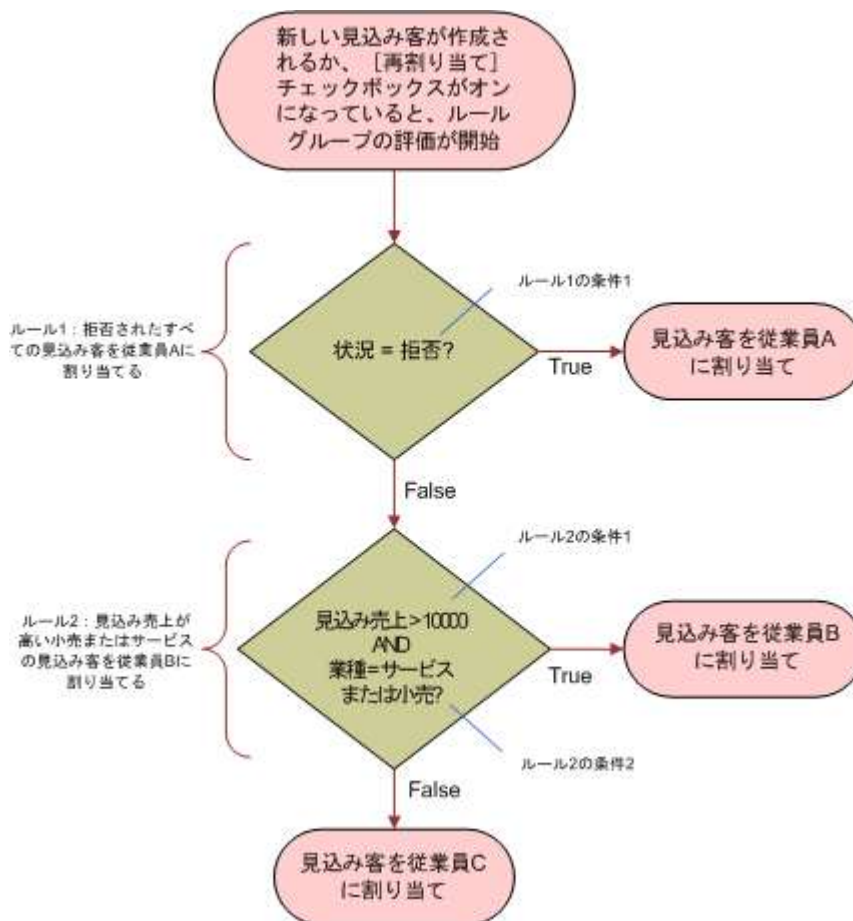 新しい見込み客が作成さ
れるか、［再割り当て］
チェックボックスがオン
になっていると、ルール
グループの評価が開始
ルール1の条件1
ルール1：拒否されたすべ
ての見込み客を従業員Aに
割り当てる
状況 = 拒否?
True
見込み客を従業員A
に割り当て
False
ルール2の条件1
ルール2：見込み売上が
高い小売またはサービス
の見込み客を従業員Bに
割り当てる
見込み売上>10000
AND
業種=サービス
または小売?
True
見込み客を従業員B
に割り当て
ルール2の条件2
False
見込み客を従業員C
に割り当て